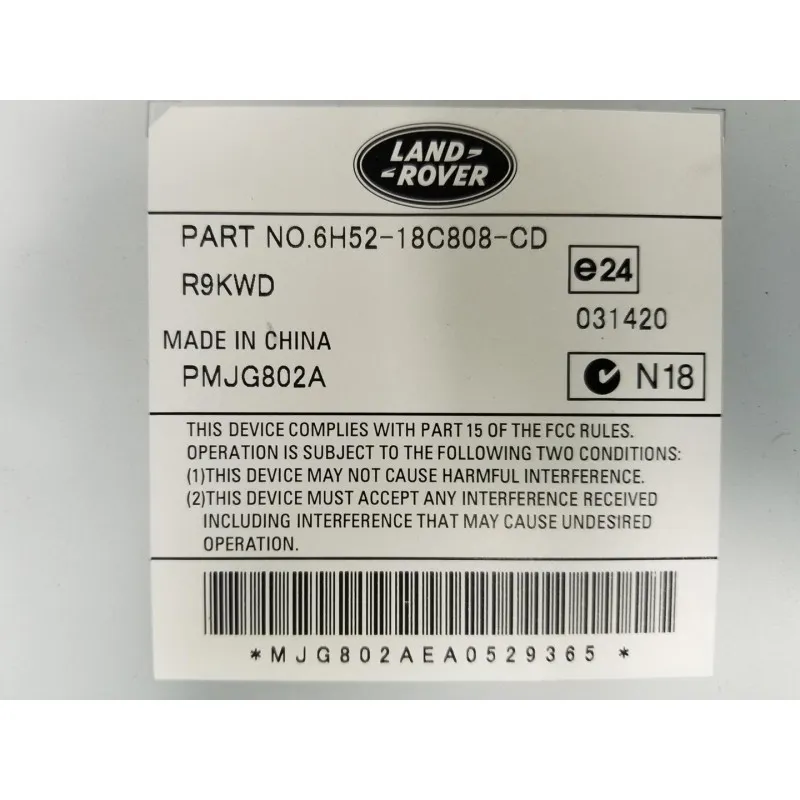 LAND-
-ROVER
PART NO.6H52-18C808-CD
R9KWD
e24
031420
MADE IN CHINA
PMJG802A
N18
THIS DEVICE COMPLIES WITH PART 15 OF THE FCC RULES.
OPERATION IS SUBJECT TO THE FOLLOWING TWO CONDITIONS:
(1)THIS DEVICE MAY NOT CAUSE HARMFUL INTERFERENCE.
(2)THIS DEVICE MUST ACCEPT ANY INTERFERENCE RECEIVED
INCLUDING INTERFERENCE THAT MAY CAUSE UNDESIRED
OPERATION.
*MJG802AEA0529365*